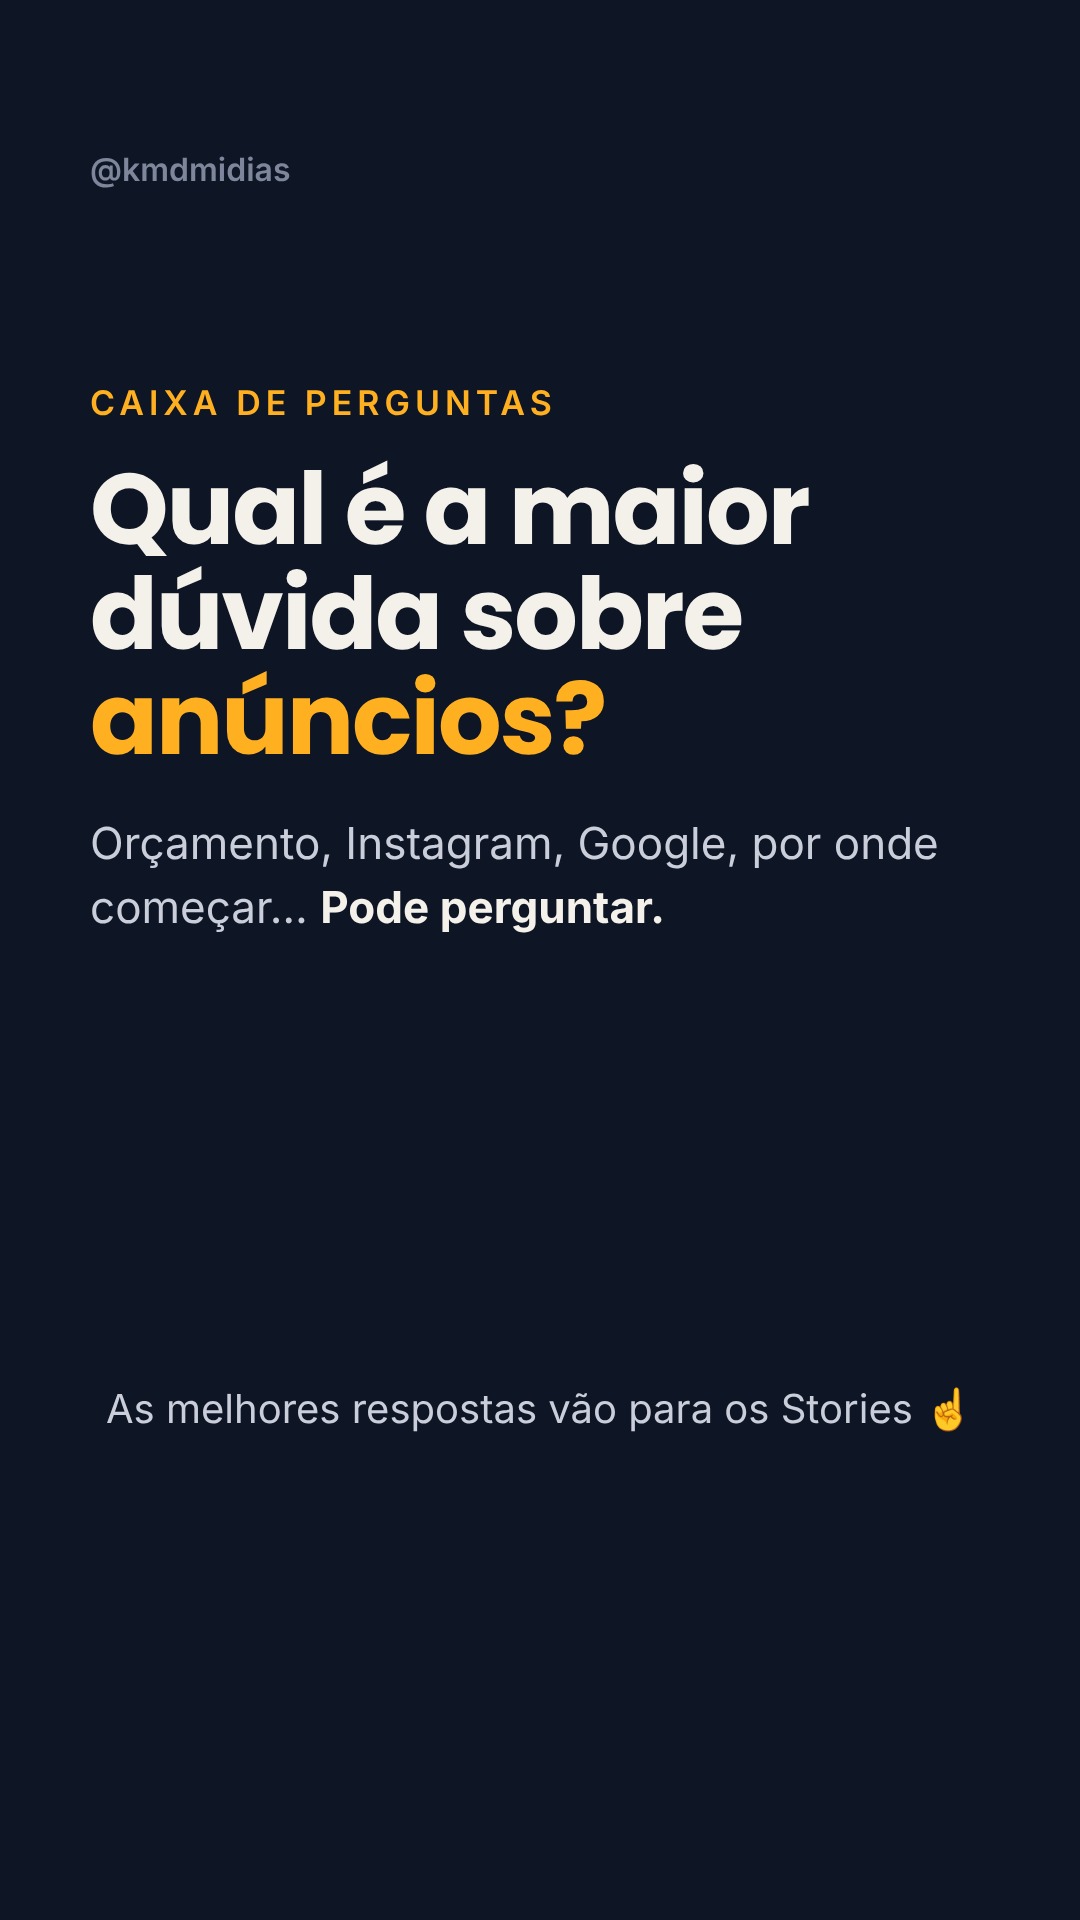 @kmdmidias
CAIXA DE PERGUNTAS
Qual é a maior
dúvida sobre
anúncios?
Orçamento, Instagram, Google, por onde
começar... Pode perguntar.
As melhores respostas vão para os Stories ☝️